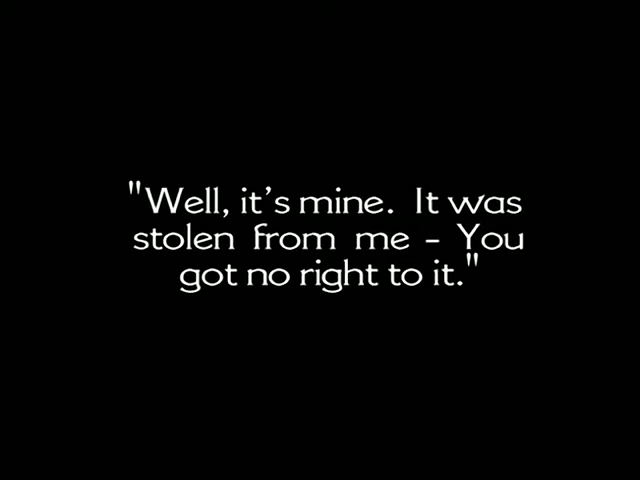 "Well, it's mine. It was
stolen from me - You
got no right to it."